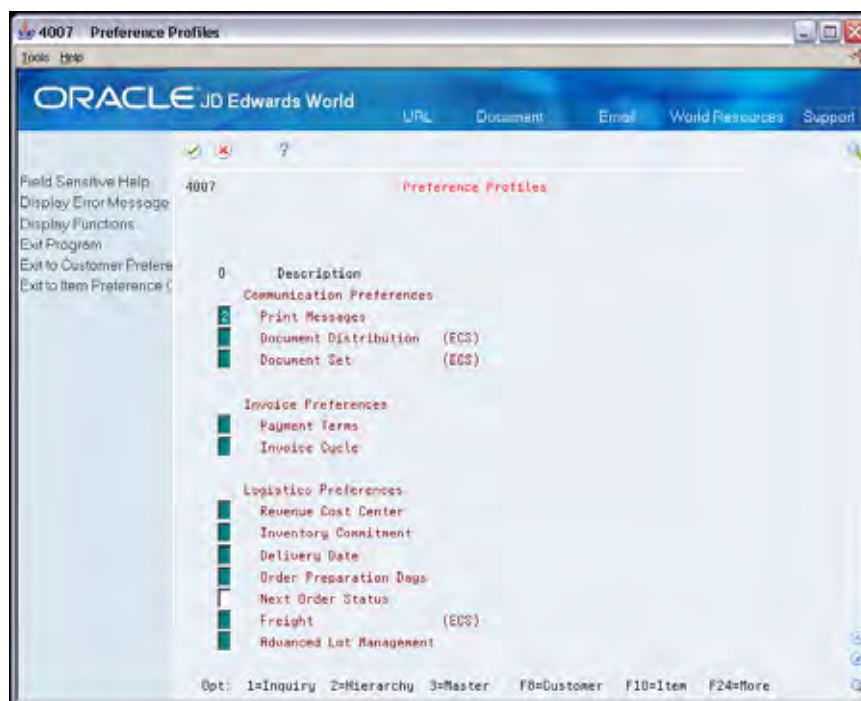 4007 Preference Profiles
Tools Help
ORACLE JD Edwards World
URL Document Email World Resources Support
?
Field Sensitive Help
Display Error Message
Display Functions
Exit Program
Exit to Customer Prefere
Exit to Item Preference C
4007 Preference Profiles
O Description
Communication Preferences
2 Print Messages
Document Distribution (ECS)
Document Set (ECS)
Invoice Preferences
Payment Terms
Invoice Cycle
Logistics Preferences
Revenue Cost Center
Inventory Commitment
Delivery Date
Order Preparation Days
Next Order Status
Freight (ECS)
Advanced Lot Management
Opt: 1=Inquiry 2=Hierarchy 3=Master F8=Customer F10=Item F24=More